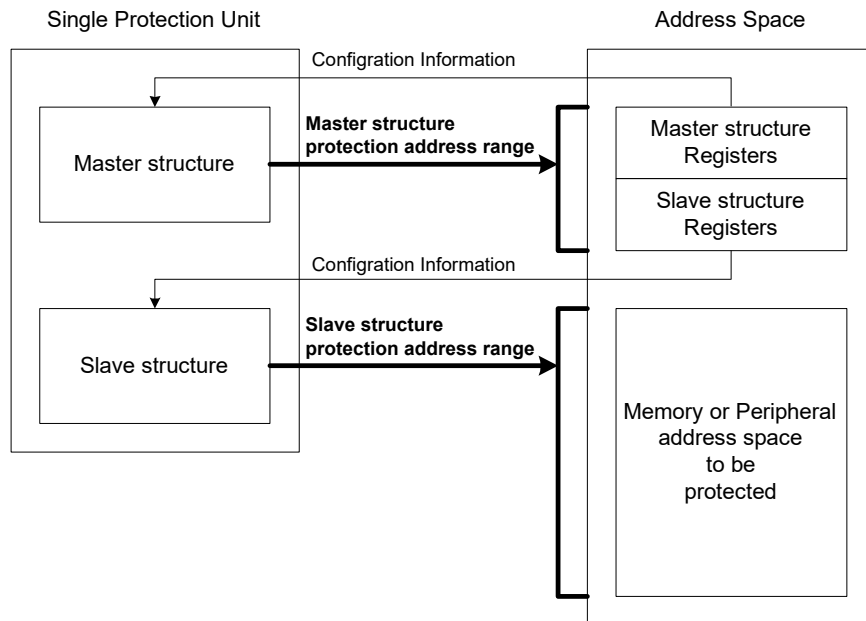 Single Protection Unit
Address Space
Configration Information
Master structure
Master structure
protection address range
Master structure
Registers
Slave structure
Registers
Configration Information
Slave structure
Slave structure
protection address range
Memory or Peripheral
address space
to be
protected